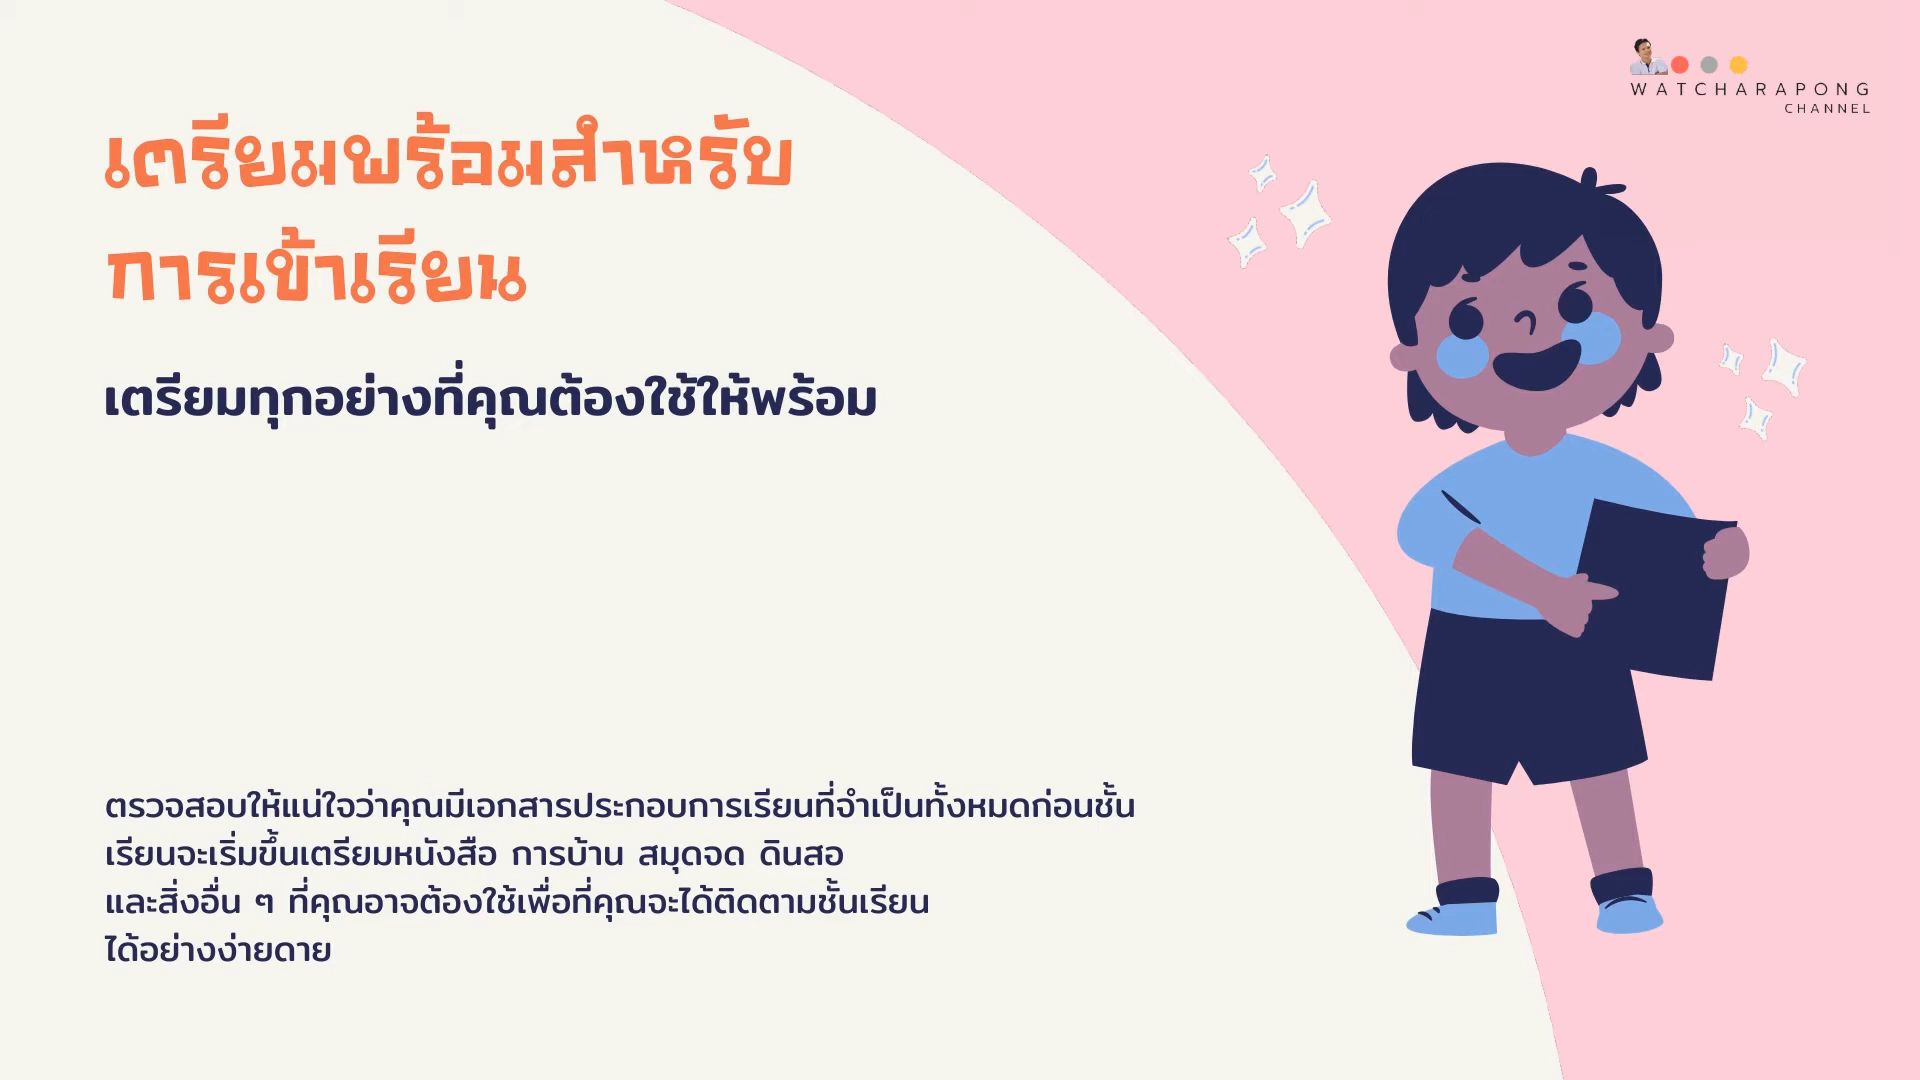 WATCHARAPONG
CHANNEL
เตรียมพร้อมสำหรับ
การเข้าเรียน
เตรียมทุกอย่างที่คุณต้องใช้ให้พร้อม
ตรวจสอบให้แน่ใจว่าคุณมีเอกสารประกอบการเรียนที่จำเป็นทั้งหมดก่อนชั้น
เรียนจะเริ่มขึ้นเตรียมหนังสือ การบ้าน สมุดจด ดินสอ
และสิ่งอื่น ๆ ที่คุณอาจต้องใช้เพื่อที่คุณจะได้ติดตามชั้นเรียน
ได้อย่างง่ายดาย